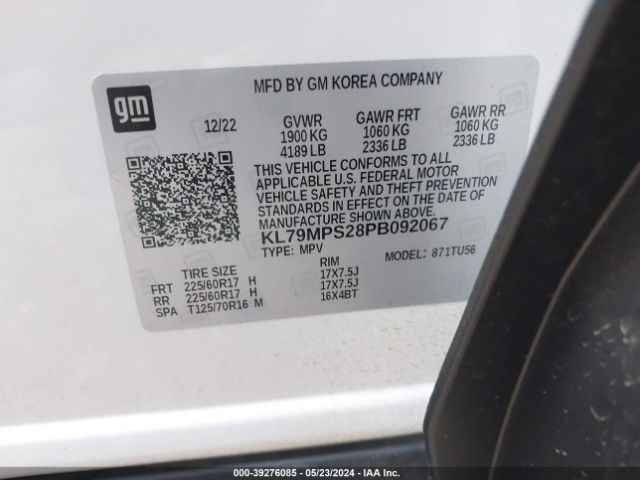 MFD BY GM KOREA COMPANY
gm
12/22
GVWR GAWR FRT GAWR RR
1900 KG 1060 KG 1060 KG
4189 LB 2336 LB 2336 LB
THIS VEHICLE CONFORMS TO ALL
APPLICABLE U.S. FEDERAL MOTOR
VEHICLE SAFETY AND THEFT PREVENTION
STANDARDS IN EFFECT ON THE DATE OF
MANUFACTURE SHOWN ABOVE.
KL79MPS28PB092067
TYPE: MPV MODEL: 871TU56
TIRE SIZE RIM
FRT 225/60R17 H 17X7.5J
RR 225/60R17 H 17X7.5J
SPA T125/70R16 M 16X4BT
000-39276085 - 05/23/2024 - IAA Inc.